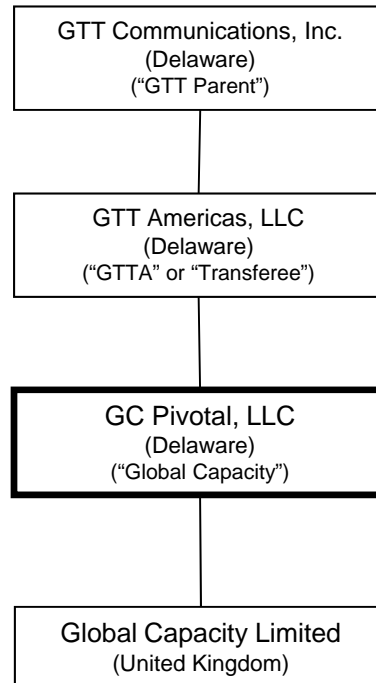 GTT Communications, Inc.
(Delaware)
(“GTT Parent”)
GTT Americas, LLC
(Delaware)
(“GTTA” or “Transferee”)
GC Pivotal, LLC
(Delaware)
(“Global Capacity”)
Global Capacity Limited
(United Kingdom)